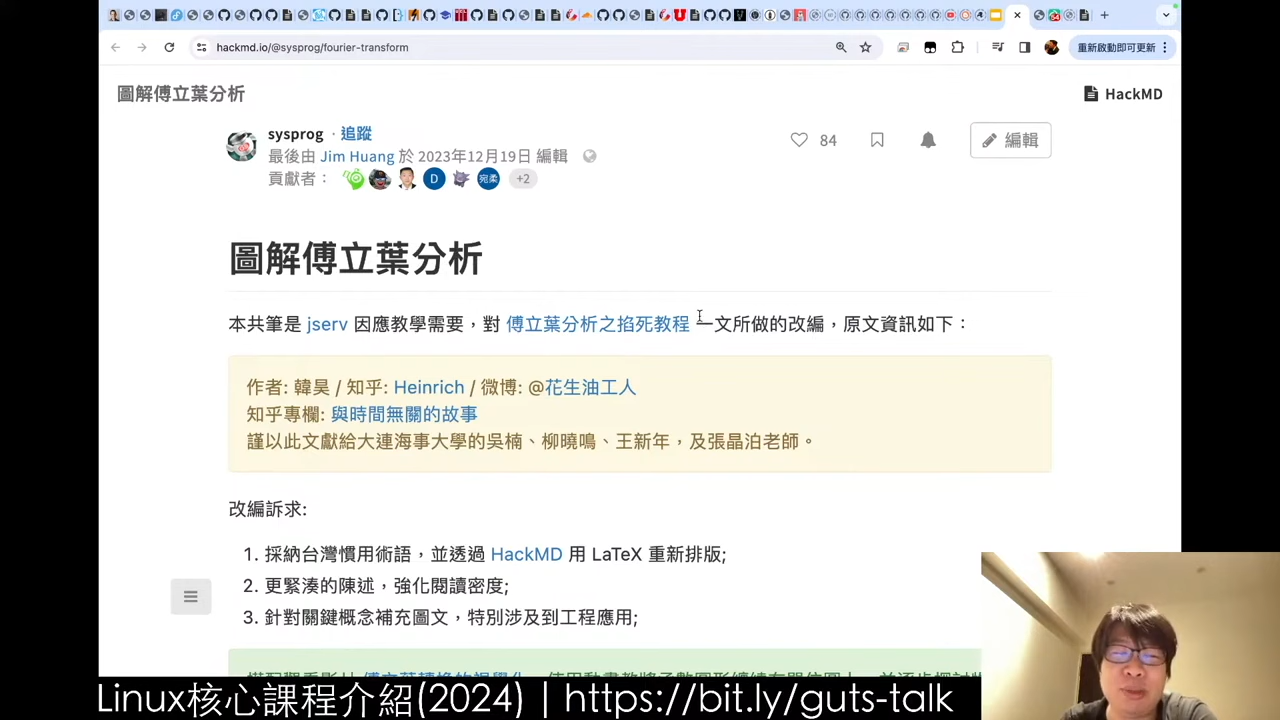 hackmd.io/@sysprog/fourier-transform
重新啟動即可更新
圖解傅立葉分析
HackMD
sysprog · 追蹤
最後由 Jim Huang 於 2023年12月19日 編輯
84
編輯
貢獻者：
D
宛柔
+2
圖解傅立葉分析
本共筆是 jserv 因應教學需要，對 傅立葉分析之掐死教程 一文所做的改編，原文資訊如下：
作者: 韓昊 / 知乎: Heinrich / 微博: @花生油工人
知乎專欄: 與時間無關的故事
謹以此文獻給大連海事大學的吳楠、柳曉鳴、王新年，及張晶泊老師。
改編訴求:
1. 採納台灣慣用術語，並透過 HackMD 用 LaTeX 重新排版;
2. 更緊湊的陳述，強化閱讀密度;
3. 針對關鍵概念補充圖文，特別涉及到工程應用;
Linux核心課程介紹(2024) | https://bit.ly/guts-talk